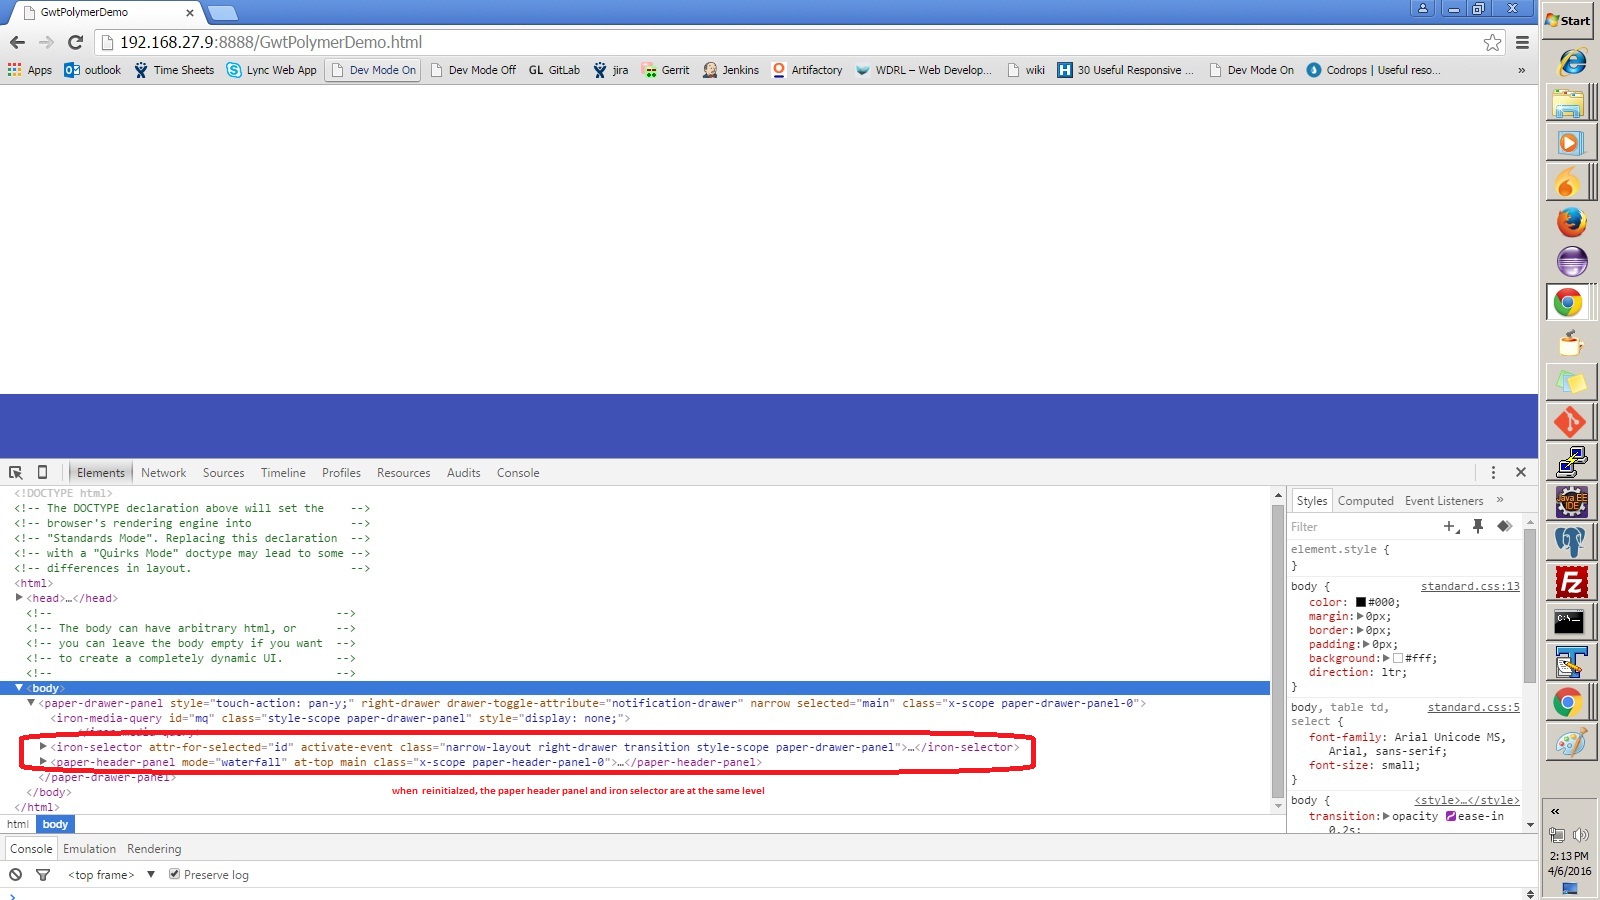 GwtPolymerDemo
192.168.27.9:8888/GwtPolymerDemo.html
Apps outlook Time Sheets Lync Web App Dev Mode On Dev Mode Off GL GitLab jira Gerrit Jenkins Artifactory WDRL – Web Develop... wiki H 30 Useful Responsive ... Dev Mode On Codrops | Useful reso... »
Start
Elements Network Sources Timeline Profiles Resources Audits Console
<!DOCTYPE html>
<!-- The DOCTYPE declaration above will set the -->
<!-- browser's rendering engine into -->
<!-- "Standards Mode". Replacing this declaration -->
<!-- with a "Quirks Mode" doctype may lead to some -->
<!-- differences in layout. -->
<html>
<head>…</head>
<!-- -->
<!-- The body can have arbitrary html, or -->
<!-- you can leave the body empty if you want -->
<!-- to create a completely dynamic UI. -->
<!-- -->
<body>
<paper-drawer-panel style="touch-action: pan-y;" right-drawer drawer-toggle-attribute="notification-drawer" narrow selected="main" class="x-scope paper-drawer-panel-0">
<iron-media-query id="mq" class="style-scope paper-drawer-panel" style="display: none;">
</iron-media-query>
<iron-selector attr-for-selected="id" activate-event class="narrow-layout right-drawer transition style-scope paper-drawer-panel">…</iron-selector>
<paper-header-panel mode="waterfall" at-top main class="x-scope paper-header-panel-0">…</paper-header-panel>
</paper-drawer-panel>
when reinitialzed, the paper header panel and iron selector are at the same level
</body>
</html>
html body
Styles Computed Event Listeners »
Filter
element.style {
}
body { standard.css:13
color: #000;
margin: 0px;
border: 0px;
padding: 0px;
background: #fff;
direction: ltr;
}
body, table td, standard.css:5
select {
font-family: Arial Unicode MS,
Arial, sans-serif;
font-size: small;
}
body { <style>…</style>
transition: opacity ease-in
0.2s;
Console Emulation Rendering
<top frame> Preserve log
Java EE
IDE
Fz
C:\_
«
2:13 PM
4/6/2016